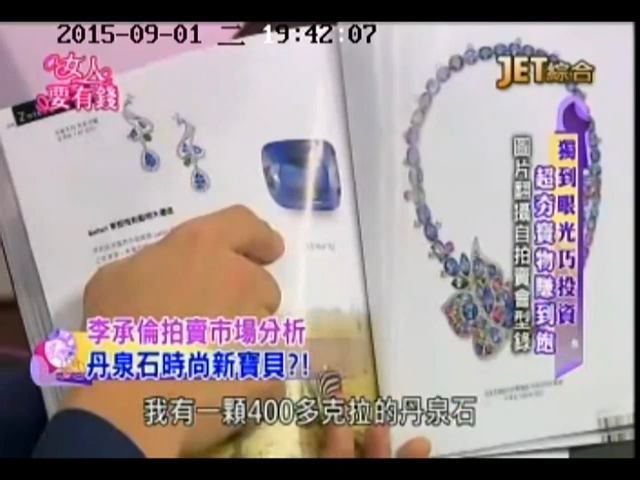 2015-09-01 二 19:42:07
女人
要有錢
JET綜合
獨到眼光巧投資
超夯寶物賺到飽
圖片翻攝自拍賣會型錄
李承倫拍賣市場分析
丹泉石時尚新寶貝?!
我有一顆400多克拉的丹泉石